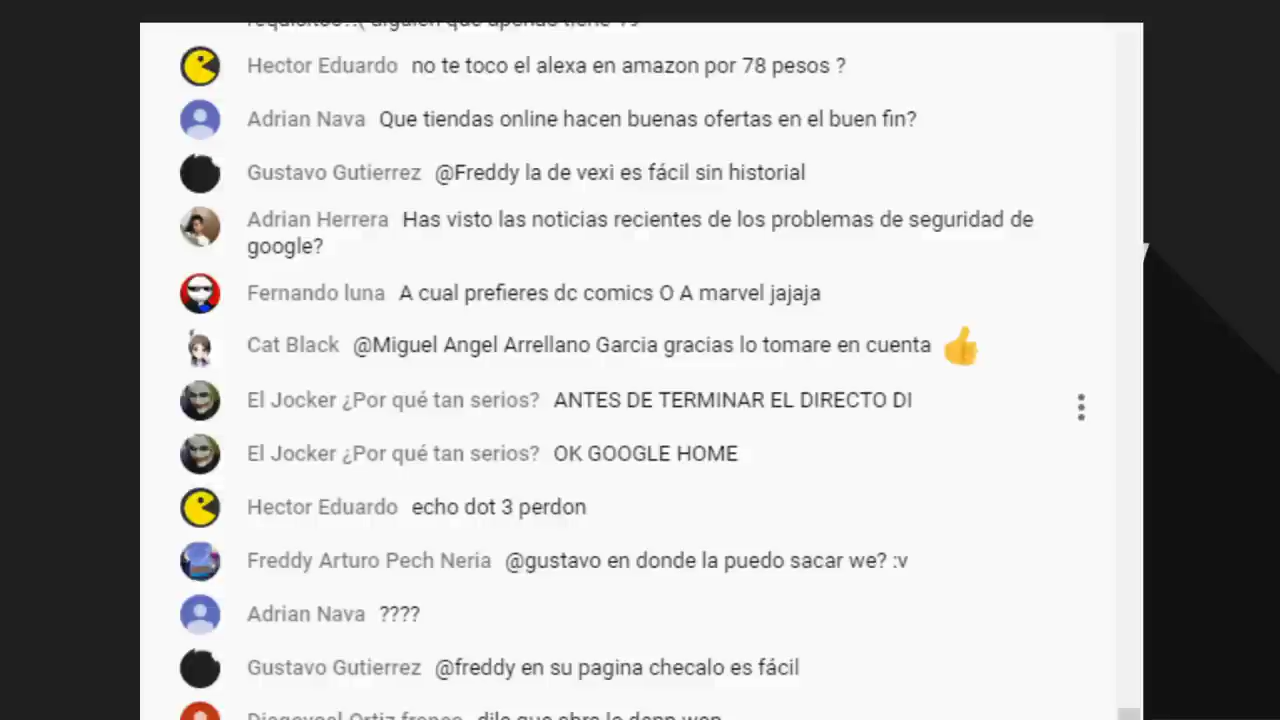 Hector Eduardo no te toco el alexa en amazon por 78 pesos ?
Adrian Nava Que tiendas online hacen buenas ofertas en el buen fin?
Gustavo Gutierrez @Freddy la de vexi es fácil sin historial
Adrian Herrera Has visto las noticias recientes de los problemas de seguridad de
google?
Fernando luna A cual prefieres dc comics O A marvel jajaja
Cat Black @Miguel Angel Arrellano Garcia gracias lo tomare en cuenta
El Jocker ¿Por qué tan serios? ANTES DE TERMINAR EL DIRECTO DI
El Jocker ¿Por qué tan serios? OK GOOGLE HOME
Hector Eduardo echo dot 3 perdon
Freddy Arturo Pech Neria @gustavo en donde la puedo sacar we? :v
Adrian Nava ????
Gustavo Gutierrez @freddy en su pagina checalo es fácil